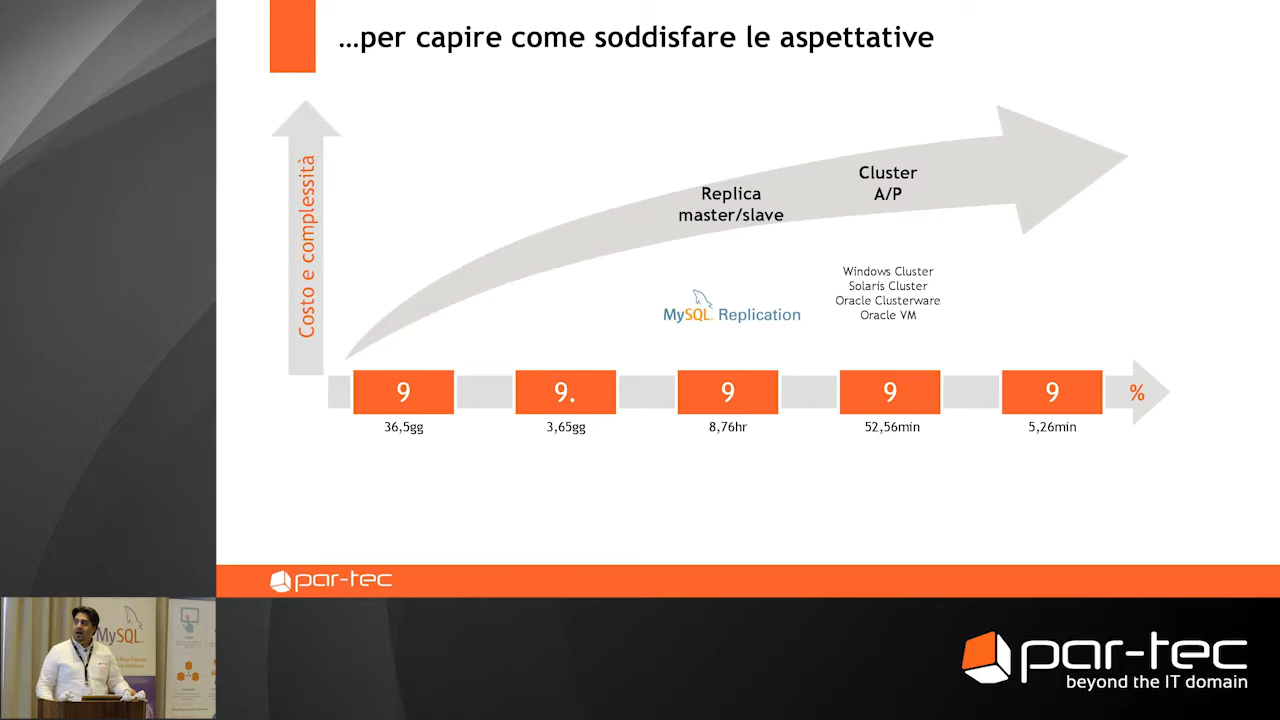 …per capire come soddisfare le aspettative
Costo e complessità
Replica
master/slave
Cluster
A/P
MySQL Replication
Windows Cluster
Solaris Cluster
Oracle Clusterware
Oracle VM
9
9.
9
9
9
%
36,5gg
3,65gg
8,76hr
52,56min
5,26min
par-tec
MySQL
par-tec
beyond the IT domain